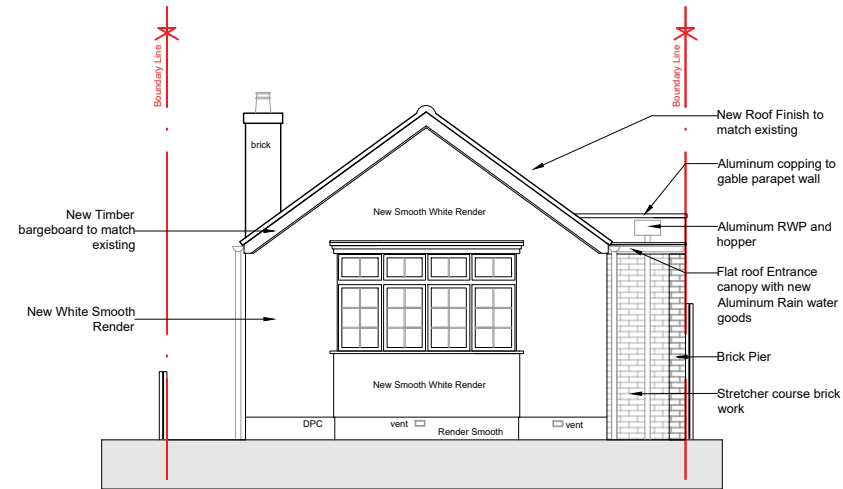 Boundary Line
Boundary Line
brick
New Roof Finish to
match existing
Aluminum copping to
gable parapet wall
New Smooth White Render
New Timber
bargeboard to match
existing
Aluminum RWP and
hopper
Flat roof Entrance
canopy with new
Aluminum Rain water
goods
New White Smooth
Render
Brick Pier
New Smooth White Render
Stretcher course brick
work
DPC
vent
Render Smooth
vent